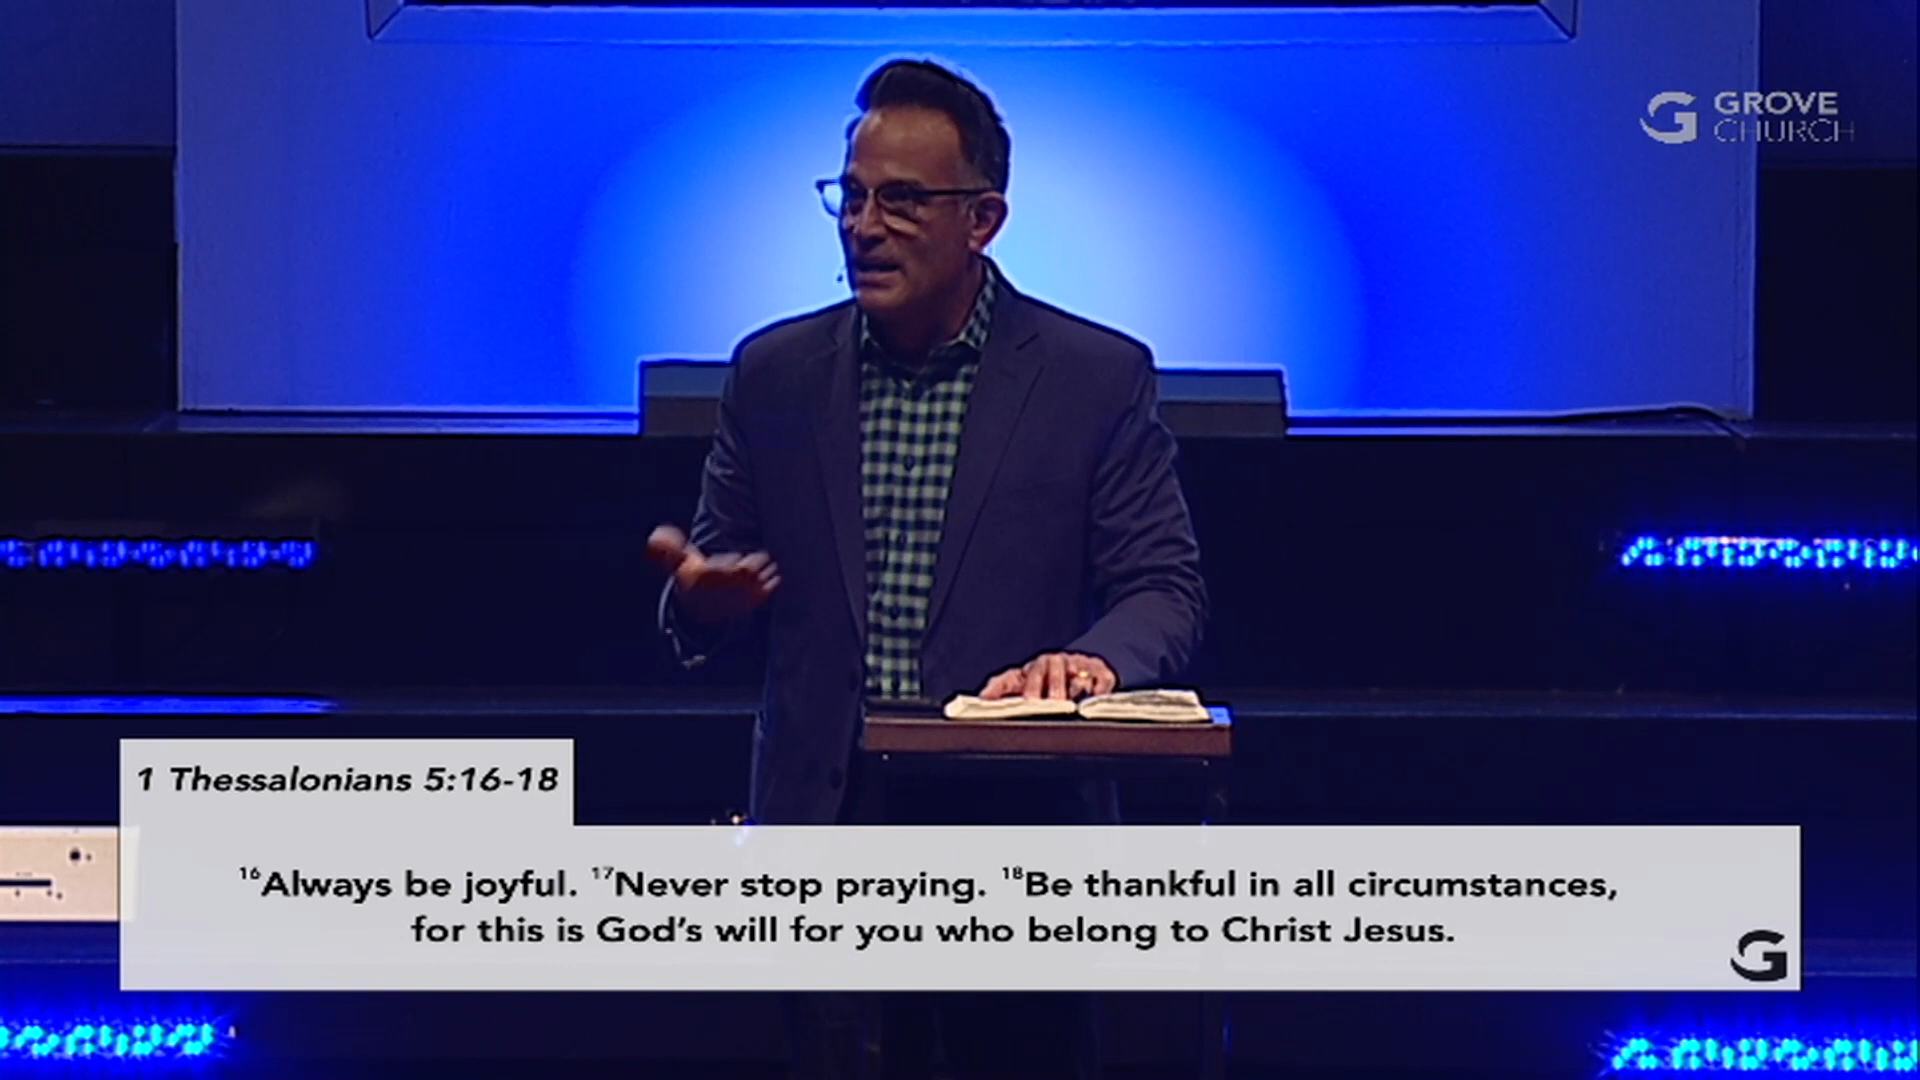 GROVE
CHURCH
1 Thessalonians 5:16-18
¹⁶Always be joyful. ¹⁷Never stop praying. ¹⁸Be thankful in all circumstances,
for this is God's will for you who belong to Christ Jesus.